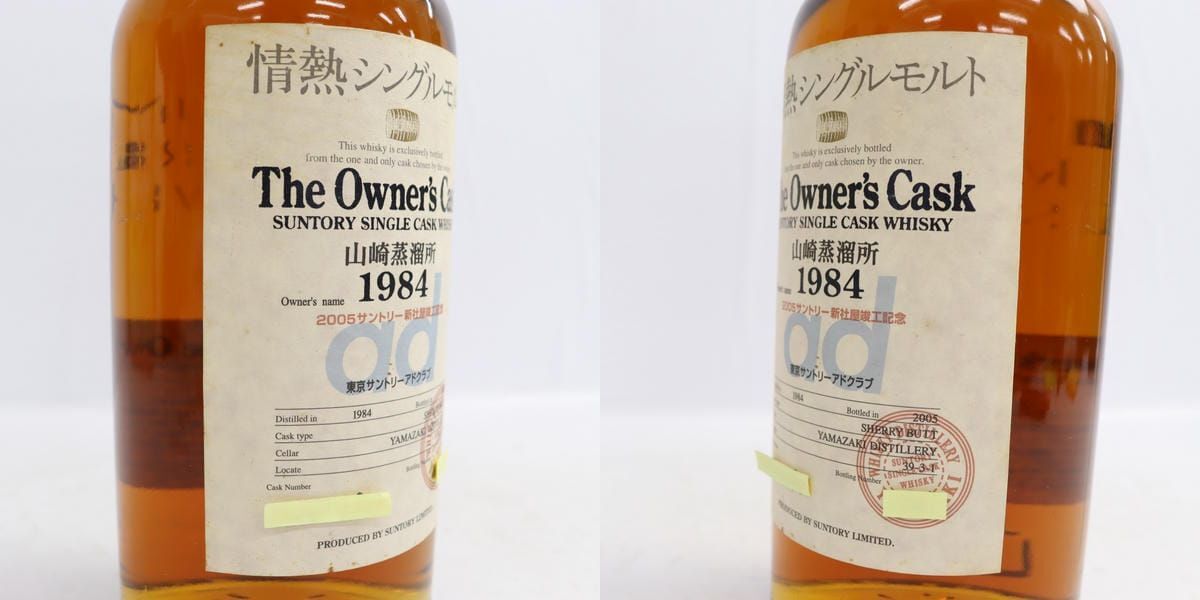 情熱シングルモ
This whisky is exclusively bottled
from the one and only cask chosen by the
The Owner's Ca
SUNTORY SINGLE CASK WHIS
山崎蒸溜所
1984
Owner's name
2005サントリー新社屋竣工記念
ad
東京サントリーアドクラブ
Distilled in 1984
Cask type
Cellar YAMAZAKI
Locate
Cask Number
PRODUCED BY SUNTORY LIMITED.
熱シングルモルト
This whisky is exclusively bottled
the one and only cask chosen by the owner.
he Owner's Cask
TORY SINGLE CASK WHISKY
山崎蒸溜所
1984
2005サントリー新社屋竣工記念
ad
東京サントリーアドクラブ
1984 Bottled in 2005
SHERRY BUTT
YAMAZAKI DISTILLERY
39-3-1
Bottling Number
WHISKY DISTILLERY
SUNTORY
SINGLE CASK
WHISKY
PRODUCED BY SUNTORY LIMITED.